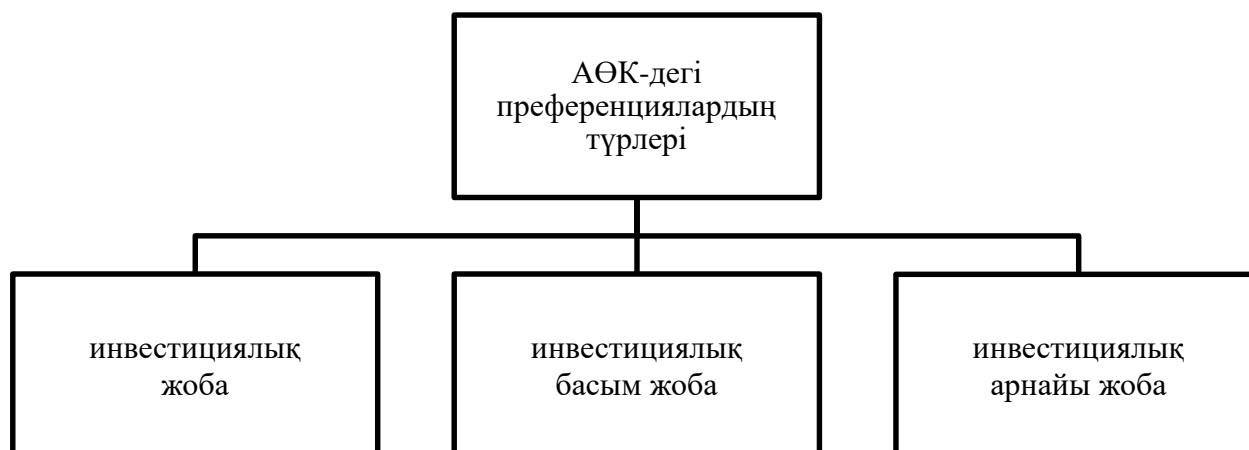 АӨК-дегі
преференциялардың
түрлері
инвестициялық
жоба
инвестициялық
басым жоба
инвестициялық
арнайы жоба